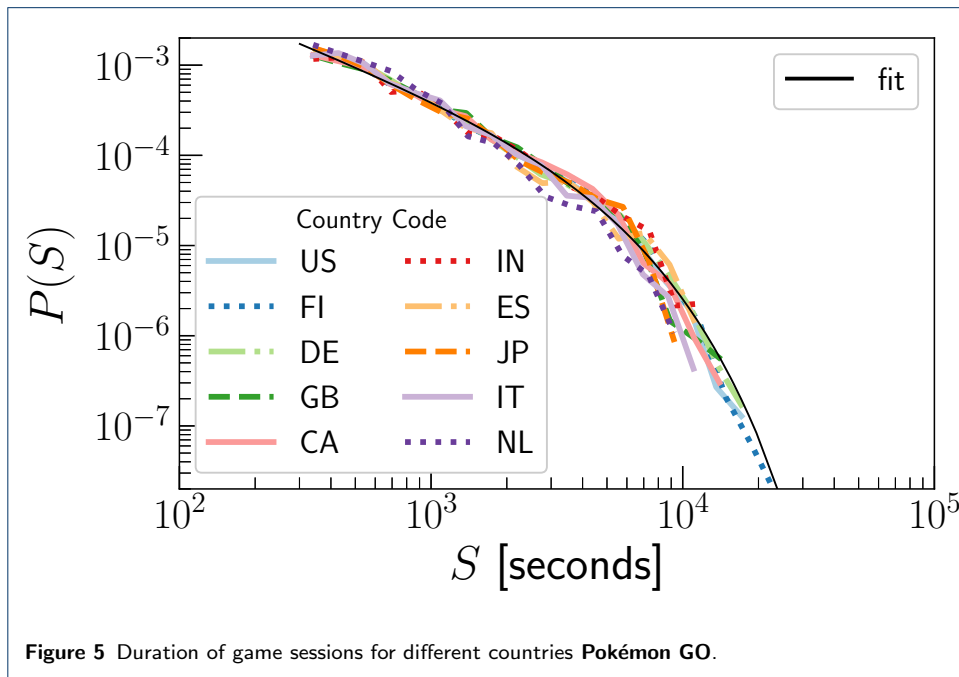 10^{-3}
10^{-4}
10^{-5}
10^{-6}
10^{-7}
P(S)
fit
Country Code
US IN
FI ES
DE JP
GB IT
CA NL
10^2 10^3 10^4 10^5
S [seconds]
Figure 5 Duration of game sessions for different countries Pokémon GO.